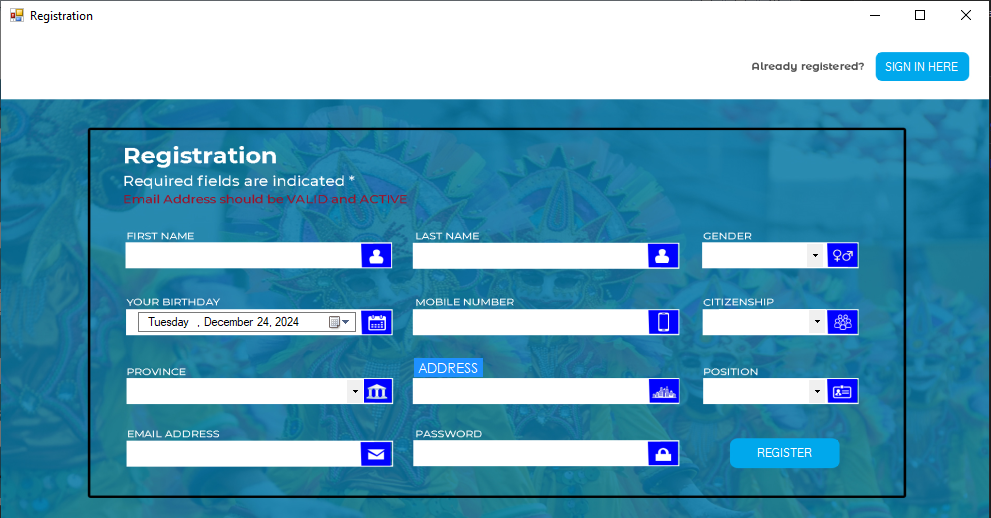 Registration
Already registered?
SIGN IN HERE
Registration
Required fields are indicated *
Email Address should be VALID and ACTIVE
FIRST NAME
LAST NAME
GENDER
YOUR BIRTHDAY
MOBILE NUMBER
CITIZENSHIP
Tuesday , December 24, 2024
PROVINCE
ADDRESS
POSITION
EMAIL ADDRESS
PASSWORD
REGISTER